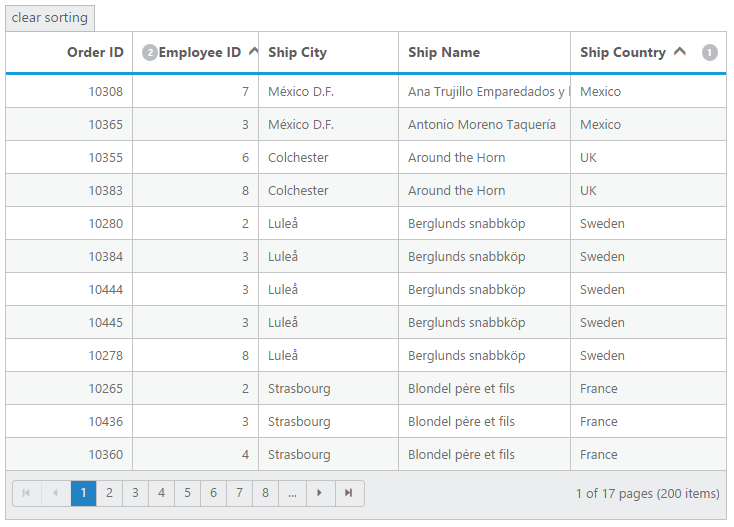 clear sorting
Order ID 2 Employee ID Ship City Ship Name Ship Country 1
10308 7 México D.F. Ana Trujillo Emparedados y Mexico
10365 3 México D.F. Antonio Moreno Taquería Mexico
10355 6 Colchester Around the Horn UK
10383 8 Colchester Around the Horn UK
10280 2 Luleå Berglunds snabbköp Sweden
10384 3 Luleå Berglunds snabbköp Sweden
10444 3 Luleå Berglunds snabbköp Sweden
10445 3 Luleå Berglunds snabbköp Sweden
10278 8 Luleå Berglunds snabbköp Sweden
10265 2 Strasbourg Blondel père et fils France
10436 3 Strasbourg Blondel père et fils France
10360 4 Strasbourg Blondel père et fils France
1 2 3 4 5 6 7 8 ... 1 of 17 pages (200 items)